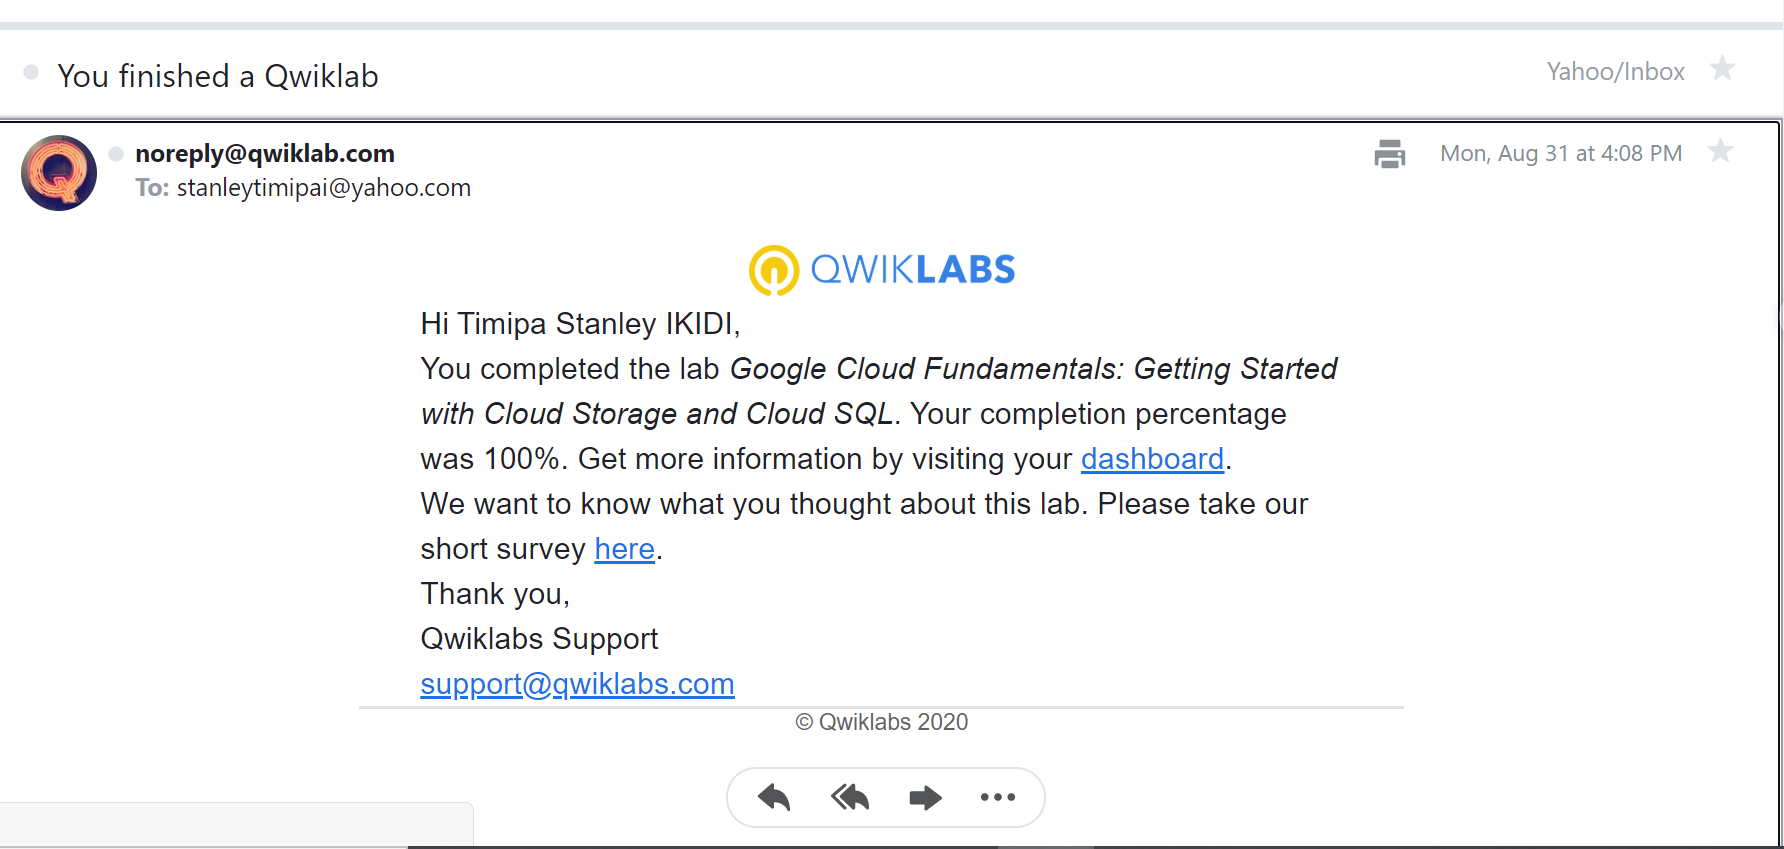 You finished a Qwiklab
Yahoo/Inbox
Q
noreply@qwiklab.com
Mon, Aug 31 at 4:08 PM
To: stanleytimipai@yahoo.com
QWIKLABS
Hi Timipa Stanley IKIDI,
You completed the lab Google Cloud Fundamentals: Getting Started
with Cloud Storage and Cloud SQL. Your completion percentage
was 100%. Get more information by visiting your dashboard.
We want to know what you thought about this lab. Please take our
short survey here.
Thank you,
Qwiklabs Support
support@qwiklabs.com
© Qwiklabs 2020